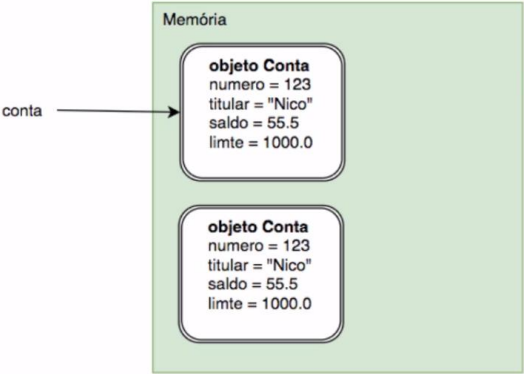 Memória
objeto Conta
numero = 123
titular = "Nico"
saldo = 55.5
limte = 1000.0
conta
objeto Conta
numero = 123
titular = "Nico"
saldo = 55.5
limte = 1000.0